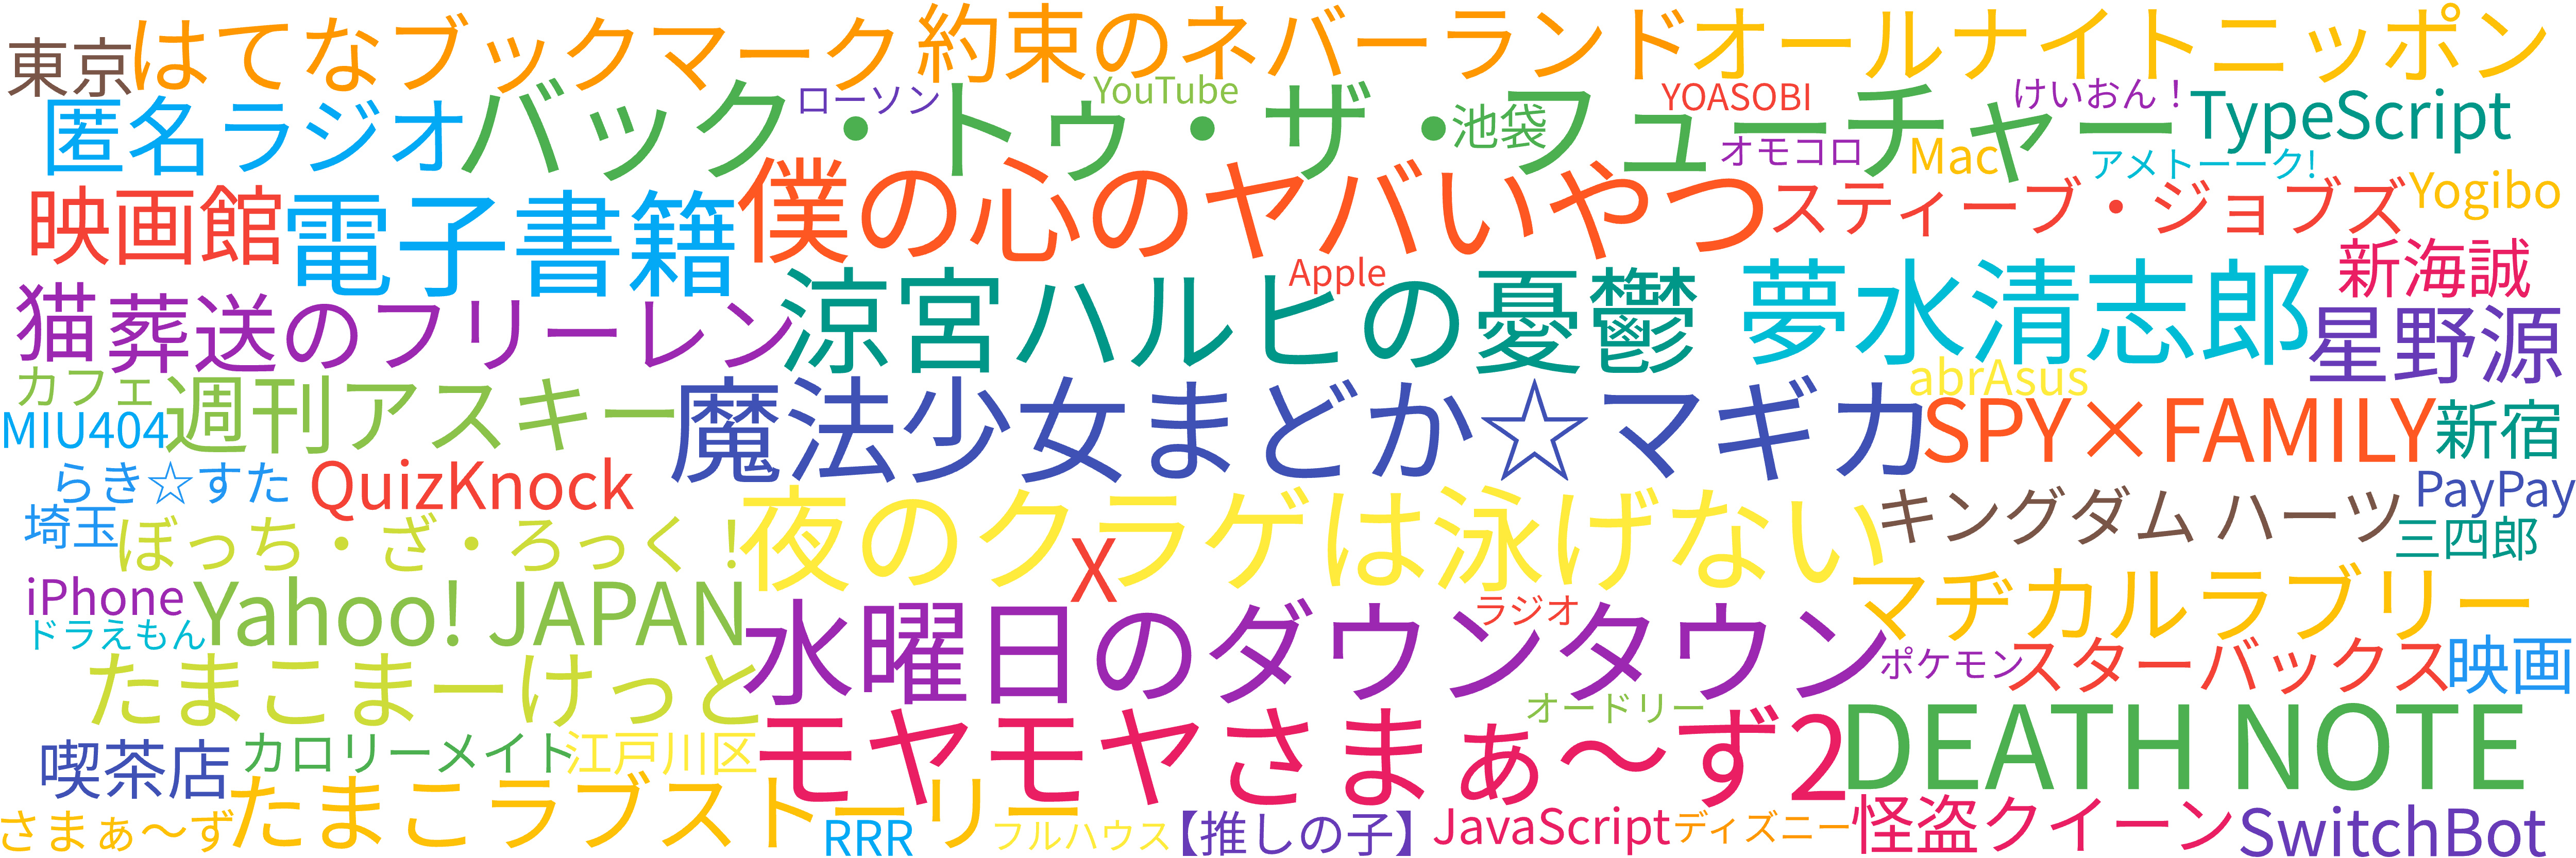 東京
はてなブックマーク
約束のネバーランド
オールナイトニッポン
匿名ラジオ
バック・トゥ・ザ・フューチャー
ローソン
YouTube
池袋
YOASOBI
オモコロ
けいおん！
Mac
アメトーーク!
TypeScript
映画館
電子書籍
僕の心のヤバいやつ
スティーブ・ジョブズ
Yogibo
新海誠
猫
葬送のフリーレン
涼宮ハルヒの憂鬱
Apple
夢水清志郎
星野源
カフェ
週刊アスキー
MIU404
魔法少女まどか☆マギカ
abrAsus
SPY×FAMILY
新宿
らき☆すた
QuizKnock
PayPay
埼玉
ぼっち・ざ・ろっく！
夜のクラゲは泳げない
X
キングダム ハーツ
三四郎
iPhone
ドラえもん
Yahoo! JAPAN
水曜日のダウンタウン
ラジオ
マヂカルラブリー
ポケモン
スターバックス
映画
たまこまーけっと
オードリー
モヤモヤさまぁ～ず2
DEATH NOTE
喫茶店
カロリーメイト
江戸川区
さまぁ～ず
たまこラブストーリー
RRR
フルハウス
【推しの子】
JavaScript
ディズニー
怪盗クイーン
SwitchBot